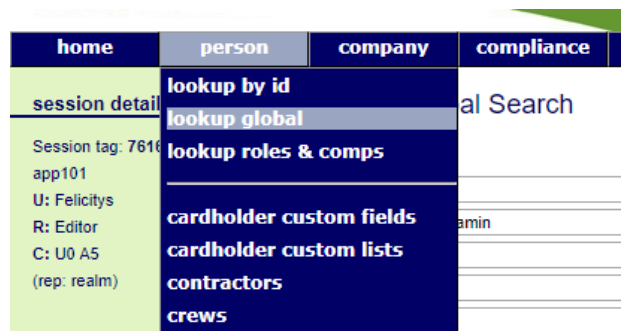 home person company compliance
lookup by id
session detail al Search
lookup global
Session tag: 7616 lookup roles & comps
app101
U: Felicitys
R: Editor cardholder custom fields amin
C: U0 A5 cardholder custom lists
(rep: realm) contractors
crews